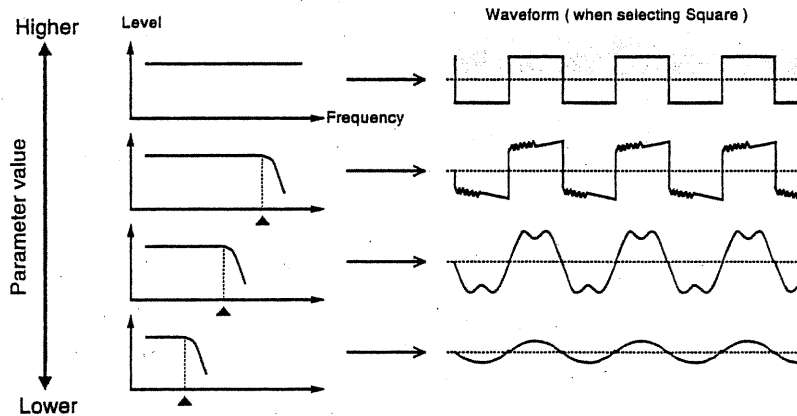 Waveform ( when selecting Square )
Higher
Level
Frequency
Parameter value
Lower